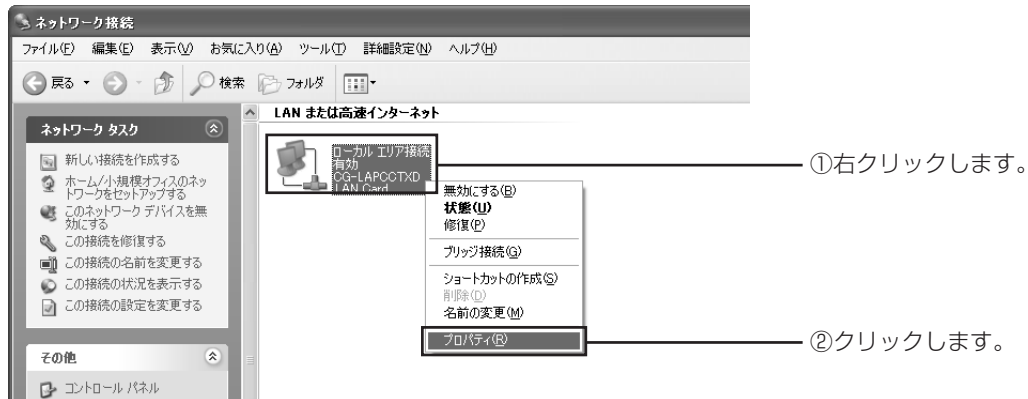 ネットワーク接続
ファイル(F) 編集(E) 表示(V) お気に入り(A) ツール(T) 詳細設定(N) ヘルプ(H)
戻る 検索 フォルダ
ネットワーク タスク
新しい接続を作成する
ホーム/小規模オフィスのネッ
トワークをセットアップする
このネットワーク デバイスを無
効にする
この接続を修復する
この接続の名前を変更する
この接続の状況を表示する
この接続の設定を変更する
その他
コントロール パネル
LAN または高速インターネット
ローカル エリア接続
有効
CG-LAPCCTXD
LAN Card
①右クリックします。
無効にする(B)
状態(U)
修復(P)
ブリッジ接続(G)
ショートカットの作成(S)
削除(D)
名前の変更(M)
プロパティ(R)
②クリックします。